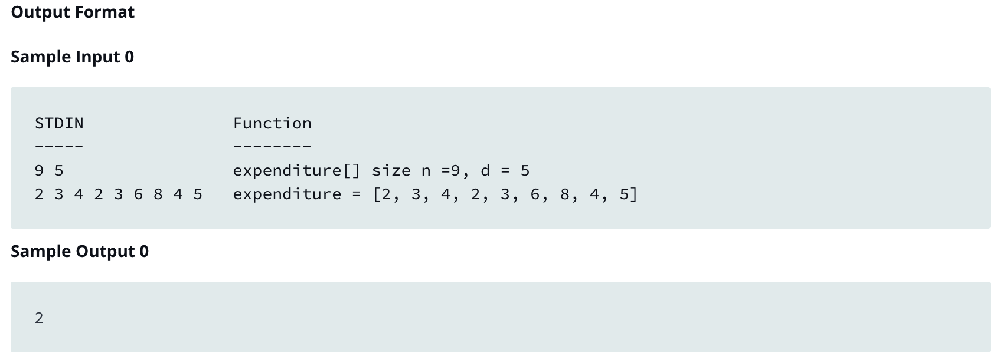 Output Format
Sample Input 0
STDIN               Function
-----               --------
9 5                 expenditure[] size n =9, d = 5
2 3 4 2 3 6 8 4 5   expenditure = [2, 3, 4, 2, 3, 6, 8, 4, 5]
Sample Output 0
2